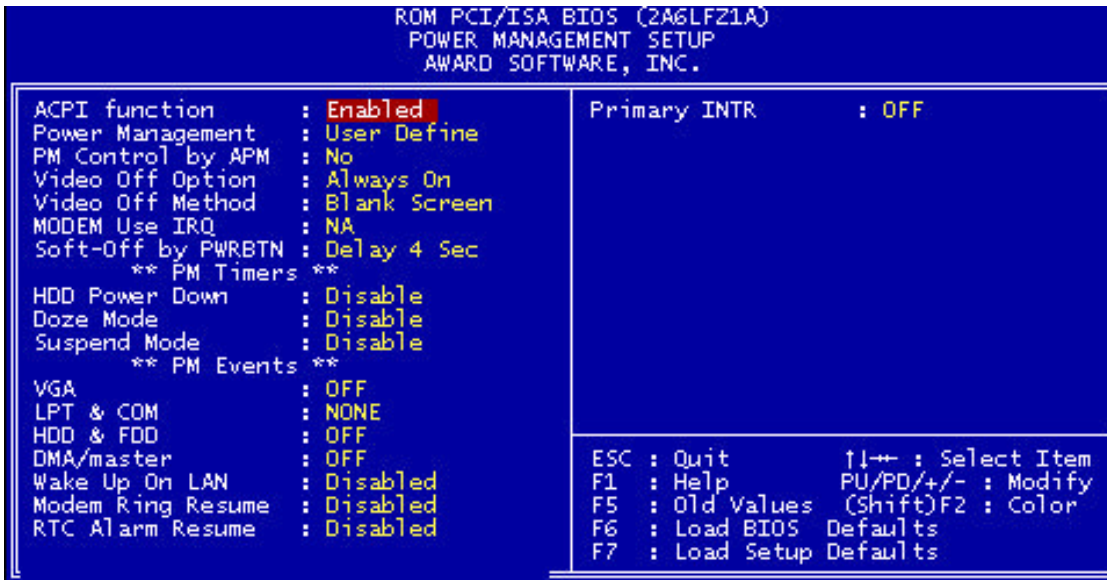 ROM PCI/ISA BIOS (2A6LFZ1A)
POWER MANAGEMENT SETUP
AWARD SOFTWARE, INC.
ACPI function : Enabled
Power Management : User Define
PM Control by APM : No
Video Off Option : Always On
Video Off Method : Blank Screen
MODEM Use IRQ : NA
Soft-Off by PWRBTN : Delay 4 Sec
** PM Timers **
HDD Power Down : Disable
Doze Mode : Disable
Suspend Mode : Disable
** PM Events **
VGA : OFF
LPT & COM : NONE
HDD & FDD : OFF
DMA/master : OFF
Wake Up On LAN : Disabled
Modem Ring Resume : Disabled
RTC Alarm Resume : Disabled
Primary INTR : OFF
ESC : Quit ↑↓→← : Select Item
F1 : Help PU/PD/+/- : Modify
F5 : Old Values (Shift)F2 : Color
F6 : Load BIOS Defaults
F7 : Load Setup Defaults